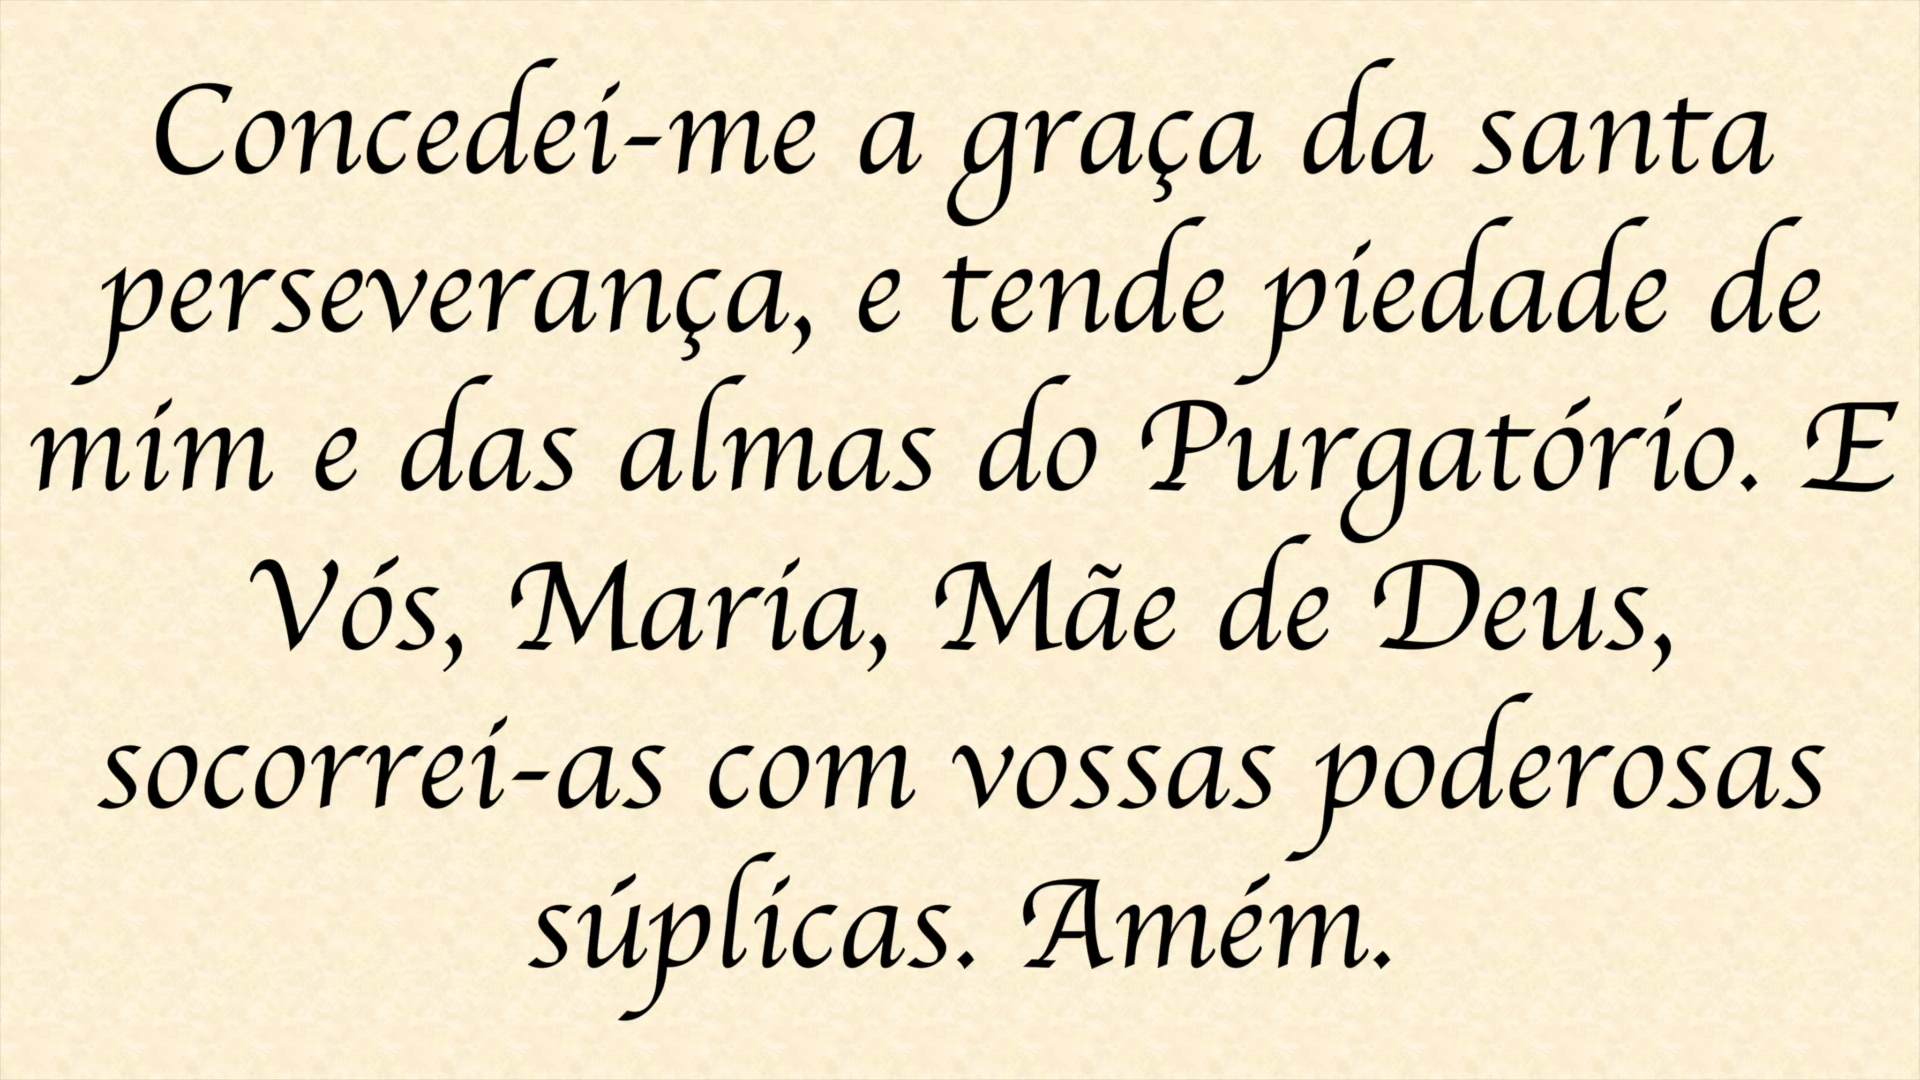 Concedei-me a graça da santa
perseverança, e tende piedade de
mim e das almas do Purgatório. E
Vós, Maria, Mãe de Deus,
socorrei-as com vossas poderosas
súplicas. Amém.